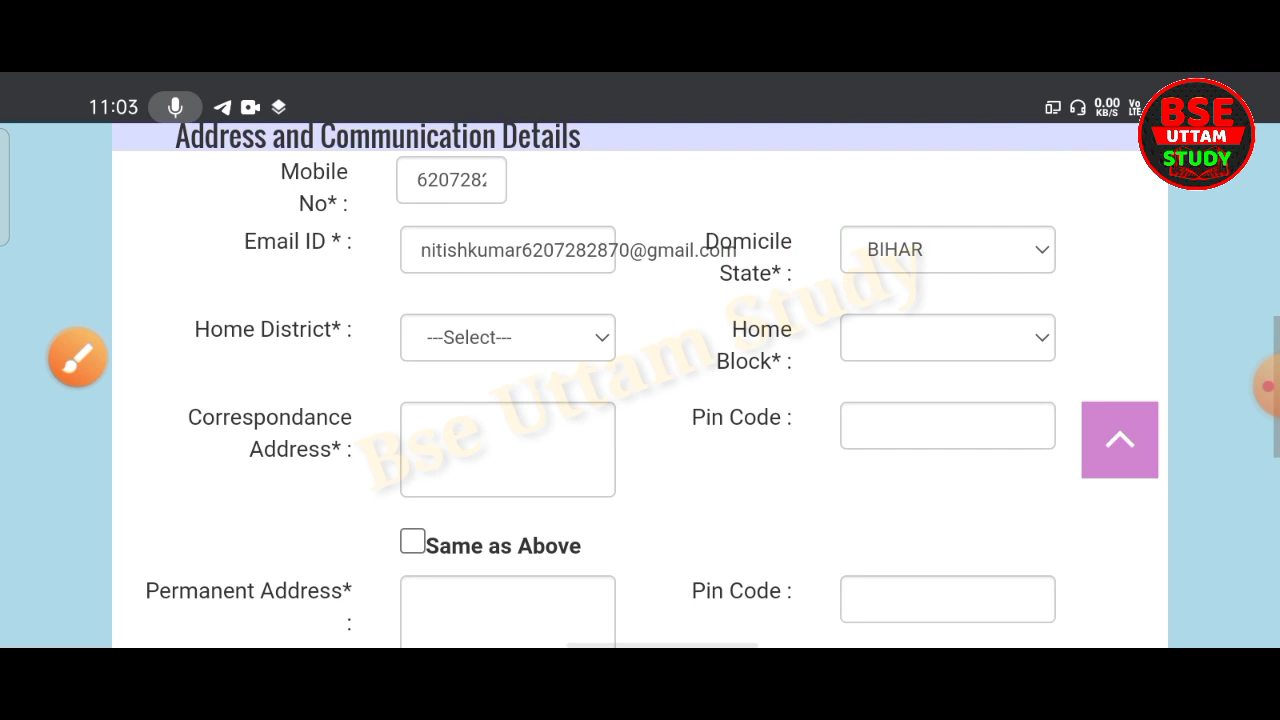 11:03
0.00
KB/S
Vo
LTE
BSE
UTTAM
STUDY
Address and Communication Details
Mobile
No* :
620728
Email ID * :
nitishkumar6207282870@gmail.com
Domicile
State* :
BIHAR
Home District* :
---Select---
Home
Block* :
Correspondance
Address* :
Pin Code :
Bse Uttam Study
Same as Above
Permanent Address*
:
Pin Code :